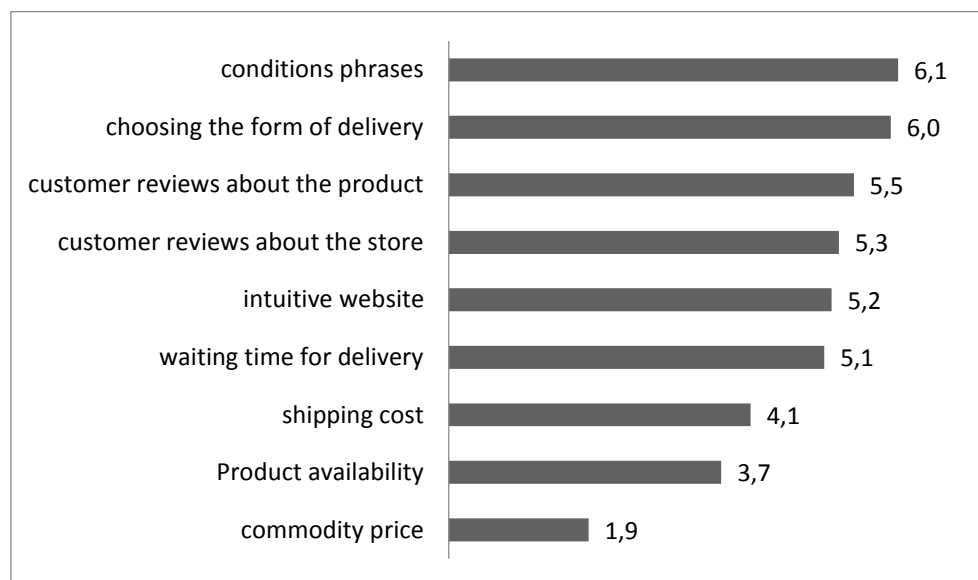 conditions phrases 6,1
choosing the form of delivery 6,0
customer reviews about the product 5,5
customer reviews about the store 5,3
intuitive website 5,2
waiting time for delivery 5,1
shipping cost 4,1
Product availability 3,7
commodity price 1,9